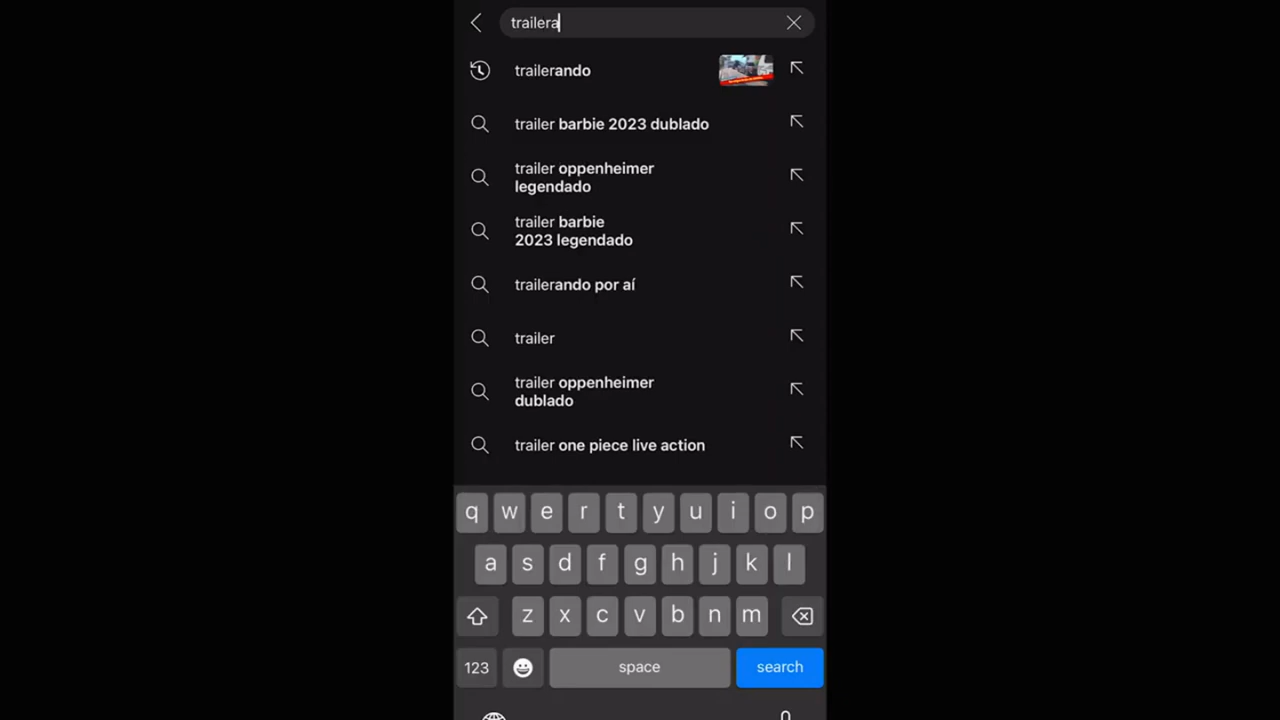 trailera
trailerando
trailer barbie 2023 dublado
trailer oppenheimer
legendado
trailer barbie
2023 legendado
trailerando por aí
trailer
trailer oppenheimer
dublado
trailer one piece live action
q w e r t y u i o p
a s d f g h j k l
z x c v b n m
123 space search